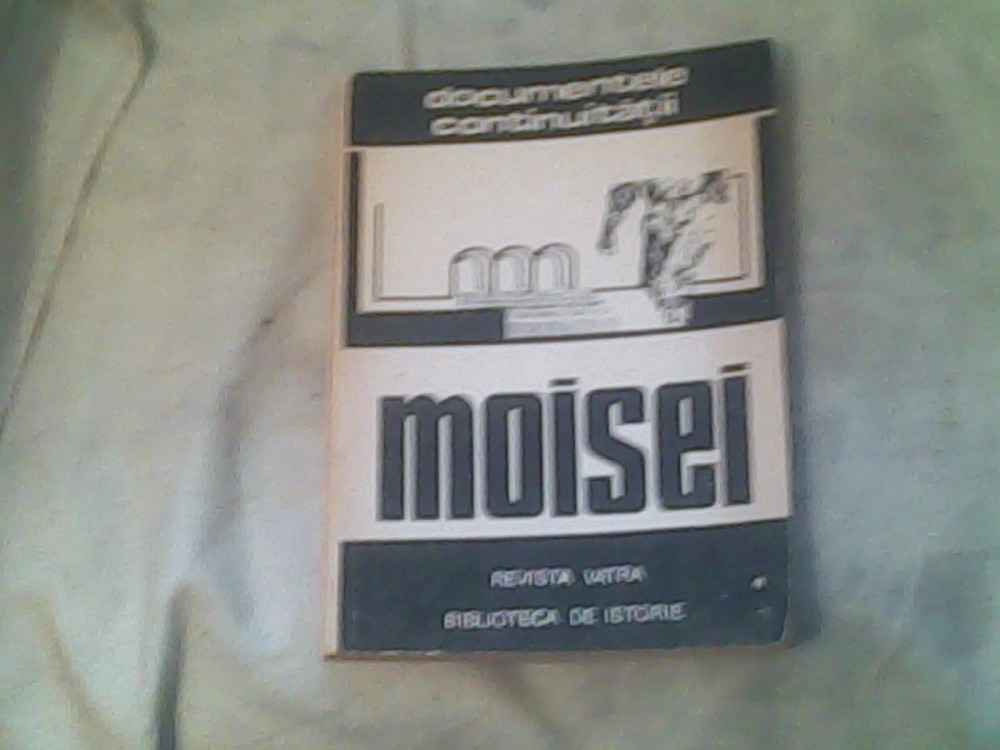 documentele
continuității
moisei
REVISTA VATRA
BIBLIOTECA DE ISTORIE